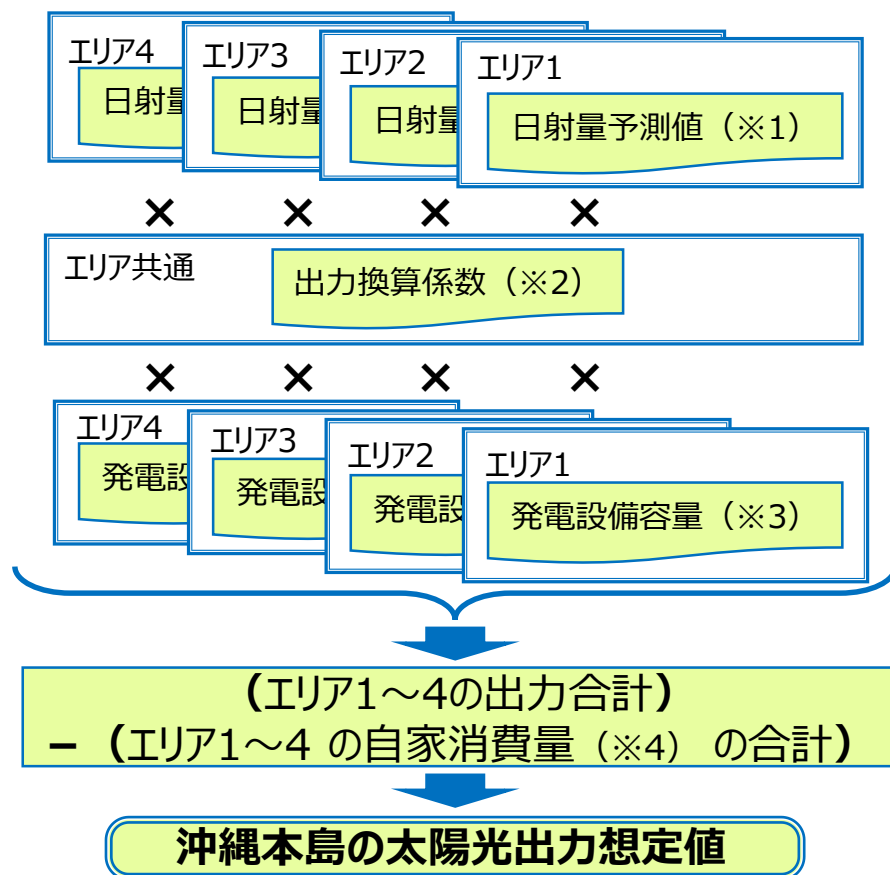 エリア4
日射量
エリア3
日射量
エリア2
日射量
エリア1
日射量予測値（※1）
× × × ×
エリア共通
出力換算係数（※2）
× × × ×
エリア4
発電設
エリア3
発電設
エリア2
発電設
エリア1
発電設備容量（※3）
（エリア1～4の出力合計）
－（エリア1～4 の自家消費量（※4） の合計）
沖縄本島の太陽光出力想定値